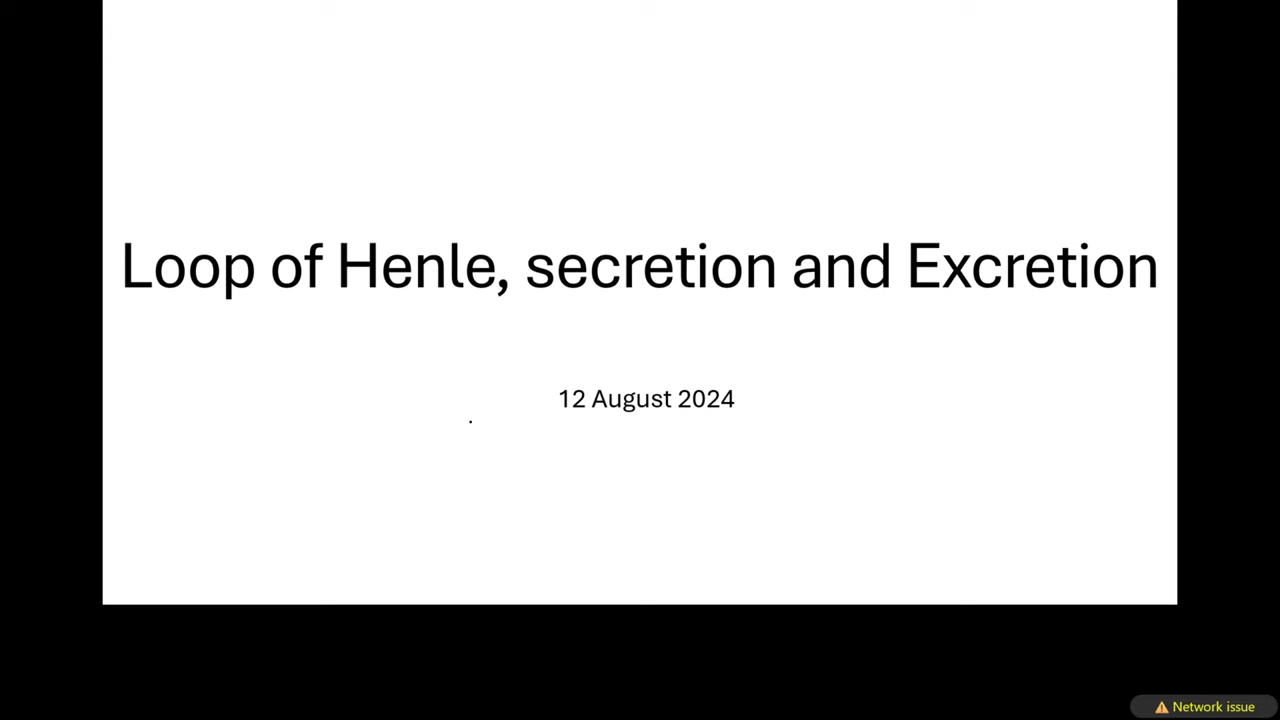 Loop of Henle, secretion and Excretion
12 August 2024
Network issue